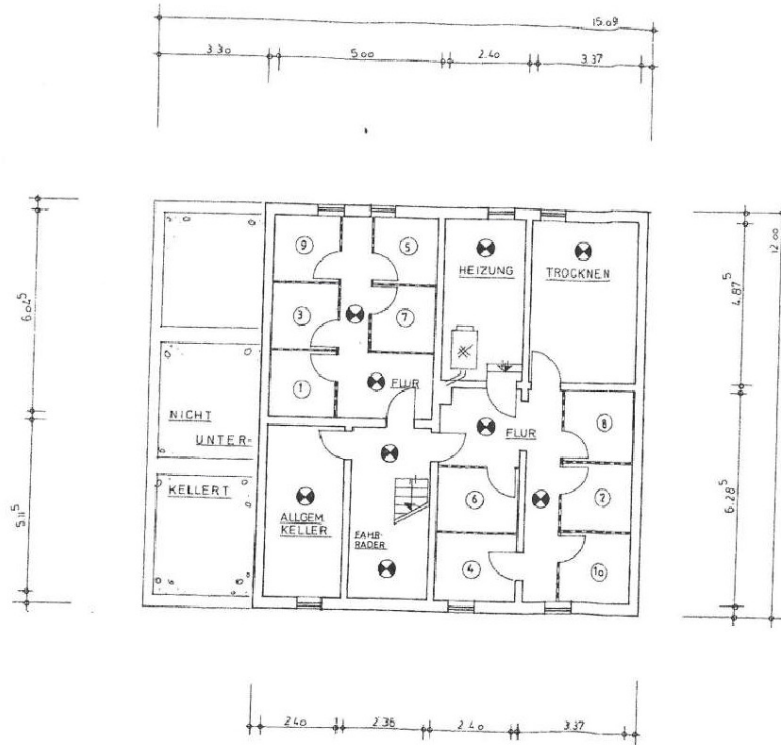 15.09
3.30 5.00 2.40 3.37
9 5
HEIZUNG TROCKNEN
3 7
1 FLUR
6.04⁵
4.87⁵
12.00
NICHT
UNTER-
KELLERT
8
FLUR
6 2
ALLGEM.
KELLER
FAHR-
RÄDER
4 10
5.11⁵
6.28⁵
2.40 2.36 2.40 3.37